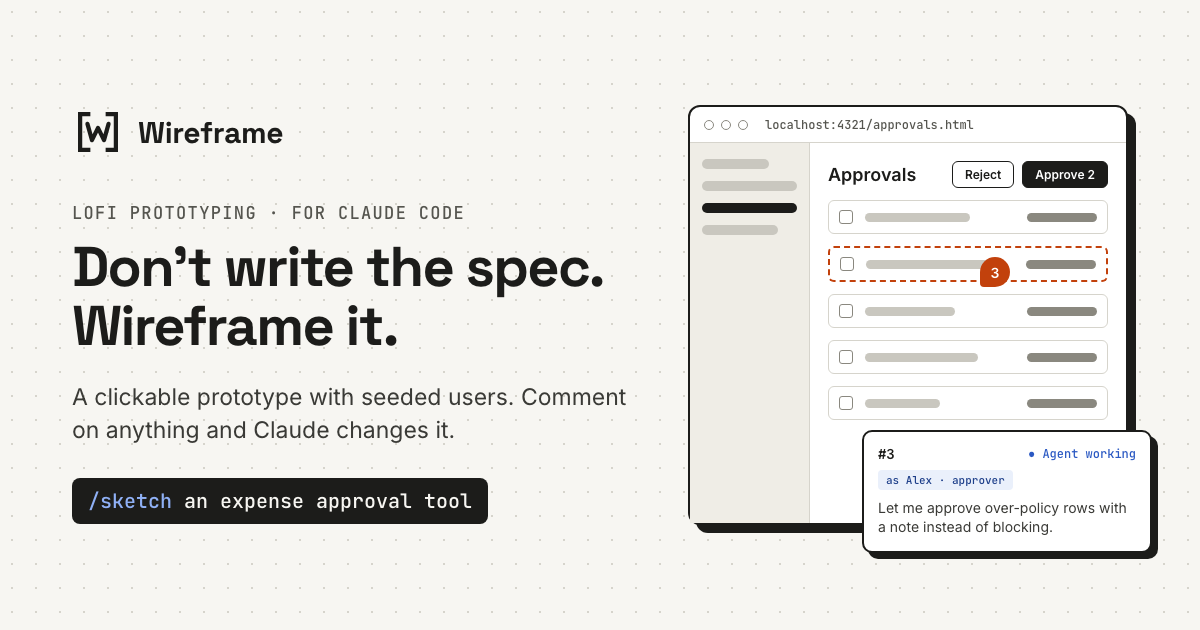 [W] Wireframe
LOFI PROTOTYPING · FOR CLAUDE CODE
Don’t write the spec.
Wireframe it.
A clickable prototype with seeded users. Comment
on anything and Claude changes it.
/sketch an expense approval tool
localhost:4321/approvals.html
Approvals
Reject
Approve 2
3
#3
• Agent working
as Alex · approver
Let me approve over-policy rows with
a note instead of blocking.